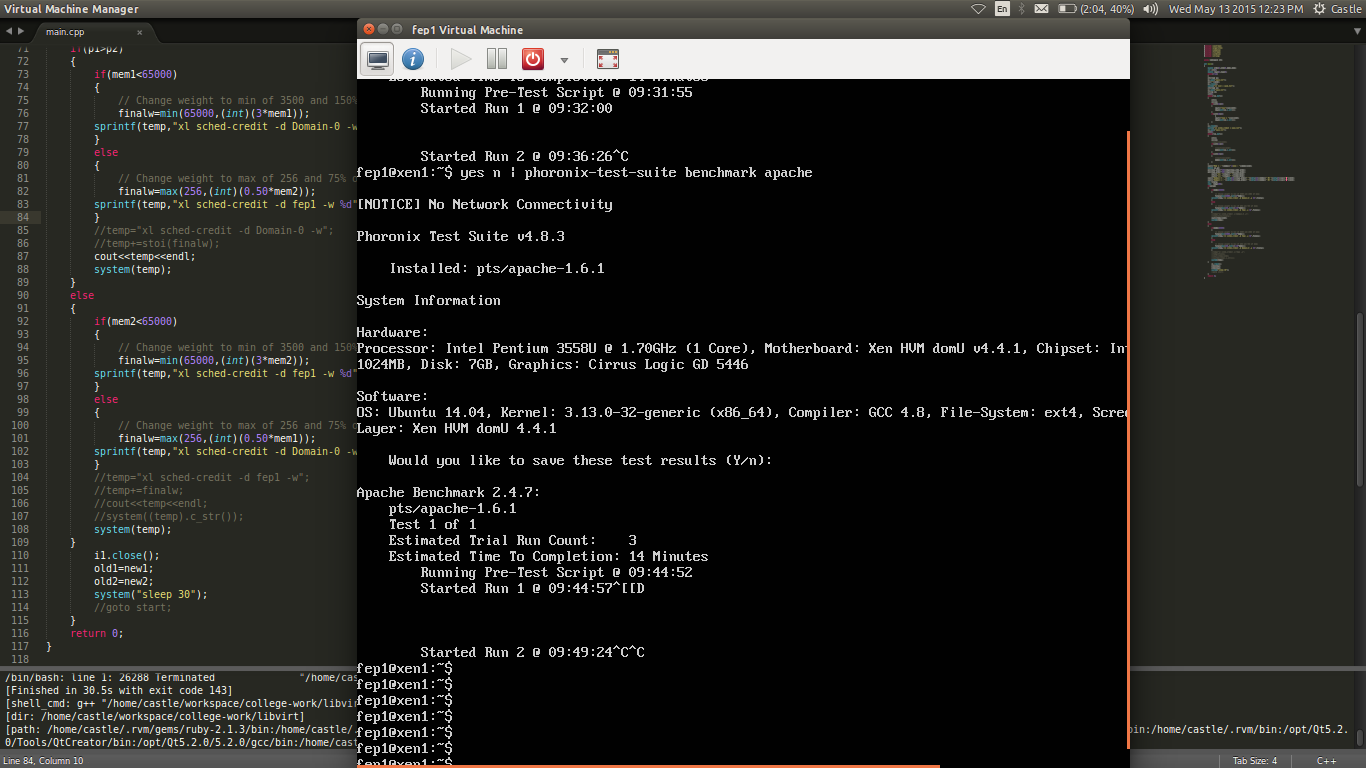 Virtual Machine Manager
En
(2:04, 40%)
Wed May 13 2015 12:23 PM
Castle
main.cpp
71 if(p1>p2)
72 {
73 if(mem1<65000)
74 {
75 // Change weight to min of 3500 and 150%
76 finalw=min(65000,(int)(3*mem1));
77 sprintf(temp,"xl sched-credit -d Domain-0 -w
78 }
79 else
80 {
81 // Change weight to max of 256 and 75% o
82 finalw=max(256,(int)(0.50*mem2));
83 sprintf(temp,"xl sched-credit -d fep1 -w %d"
84 }
85 //temp="xl sched-credit -d Domain-0 -w";
86 //temp+=stoi(finalw);
87 cout<<temp<<endl;
88 system(temp);
89 }
90 else
91 {
92 if(mem2<65000)
93 {
94 // Change weight to min of 3500 and 150%
95 finalw=min(65000,(int)(3*mem2));
96 sprintf(temp,"xl sched-credit -d fep1 -w %d"
97 }
98 else
99 {
100 // Change weight to max of 256 and 75% o
101 finalw=max(256,(int)(0.50*mem1));
102 sprintf(temp,"xl sched-credit -d Domain-0 -w
103 }
104 //temp="xl sched-credit -d fep1 -w";
105 //temp+=finalw;
106 //cout<<temp<<endl;
107 //system((temp).c_str());
108 system(temp);
109 }
110 i1.close();
111 old1=new1;
112 old2=new2;
113 system("sleep 30");
114 //goto start;
115 }
116 return 0;
117 }
118
/bin/bash: line 1: 26288 Terminated "/home/cas
[Finished in 30.5s with exit code 143]
[shell_cmd: g++ "/home/castle/workspace/college-work/libvir
[dir: /home/castle/workspace/college-work/libvirt]
[path: /home/castle/.rvm/gems/ruby-2.1.3/bin:/home/castle/.
bin:/home/castle/.rvm/bin:/opt/Qt5.2.
0/Tools/QtCreator/bin:/opt/Qt5.2.0/5.2.0/gcc/bin:/home/cast
Line 84, Column 10
Tab Size: 4
C++
fep1 Virtual Machine
Estimated Time To Completion: 14 Minutes
Running Pre-Test Script @ 09:31:55
Started Run 1 @ 09:32:00
Started Run 2 @ 09:36:26^C
fep1@xen1:~$ yes n | phoronix-test-suite benchmark apache
[NOTICE] No Network Connectivity
Phoronix Test Suite v4.8.3
Installed: pts/apache-1.6.1
System Information
Hardware:
Processor: Intel Pentium 3558U @ 1.70GHz (1 Core), Motherboard: Xen HVM domU v4.4.1, Chipset: Int
1024MB, Disk: 7GB, Graphics: Cirrus Logic GD 5446
Software:
OS: Ubuntu 14.04, Kernel: 3.13.0-32-generic (x86_64), Compiler: GCC 4.8, File-System: ext4, Scree
Layer: Xen HVM domU 4.4.1
Would you like to save these test results (Y/n):
Apache Benchmark 2.4.7:
pts/apache-1.6.1
Test 1 of 1
Estimated Trial Run Count: 3
Estimated Time To Completion: 14 Minutes
Running Pre-Test Script @ 09:44:52
Started Run 1 @ 09:44:57^[[D
Started Run 2 @ 09:49:24^C^C
fep1@xen1:~$
fep1@xen1:~$
fep1@xen1:~$
fep1@xen1:~$
fep1@xen1:~$
fep1@xen1:~$
fep1@xen1:~$